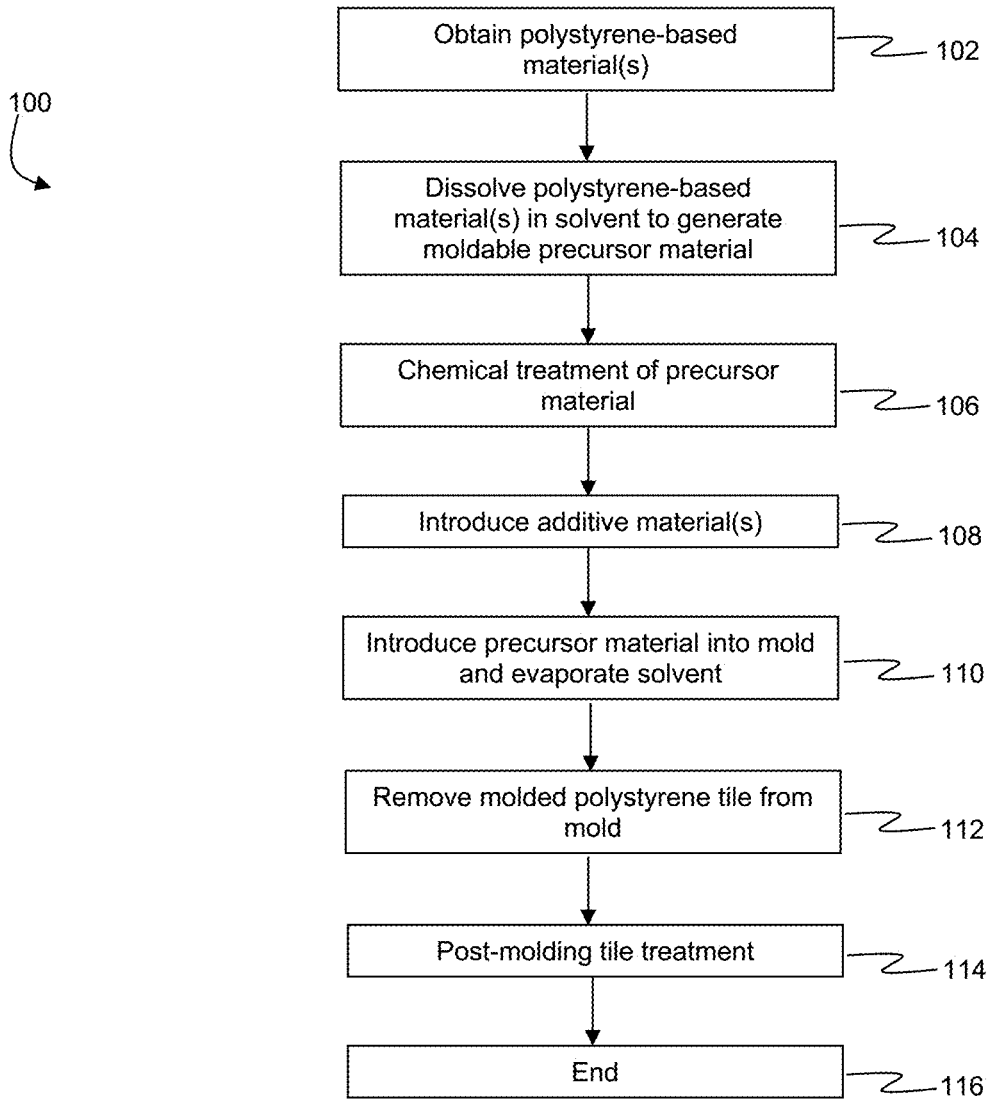 Obtain polystyrene-based
material(s)
102
100
Dissolve polystyrene-based
material(s) in solvent to generate
moldable precursor material
104
Chemical treatment of precursor
material
106
Introduce additive material(s)
108
Introduce precursor material into mold
and evaporate solvent
110
Remove molded polystyrene tile from
mold
112
Post-molding tile treatment
114
End
116